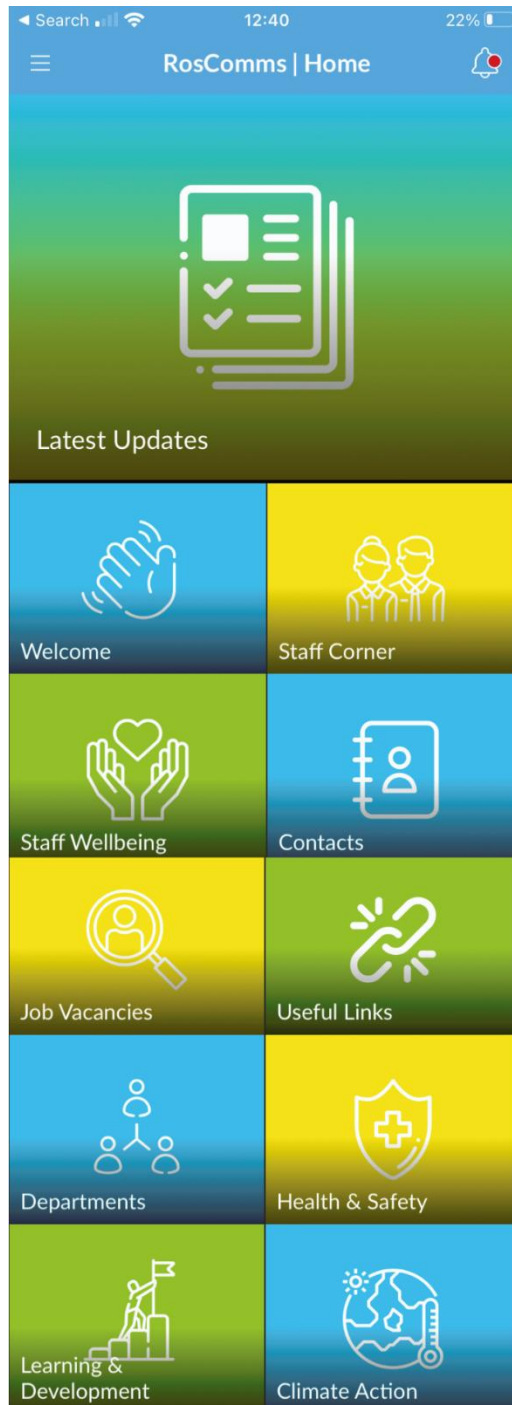 Search
12:40
22%
RosComms | Home
Latest Updates
Welcome
Staff Corner
Staff Wellbeing
Contacts
Job Vacancies
Useful Links
Departments
Health & Safety
Learning &
Development
Climate Action